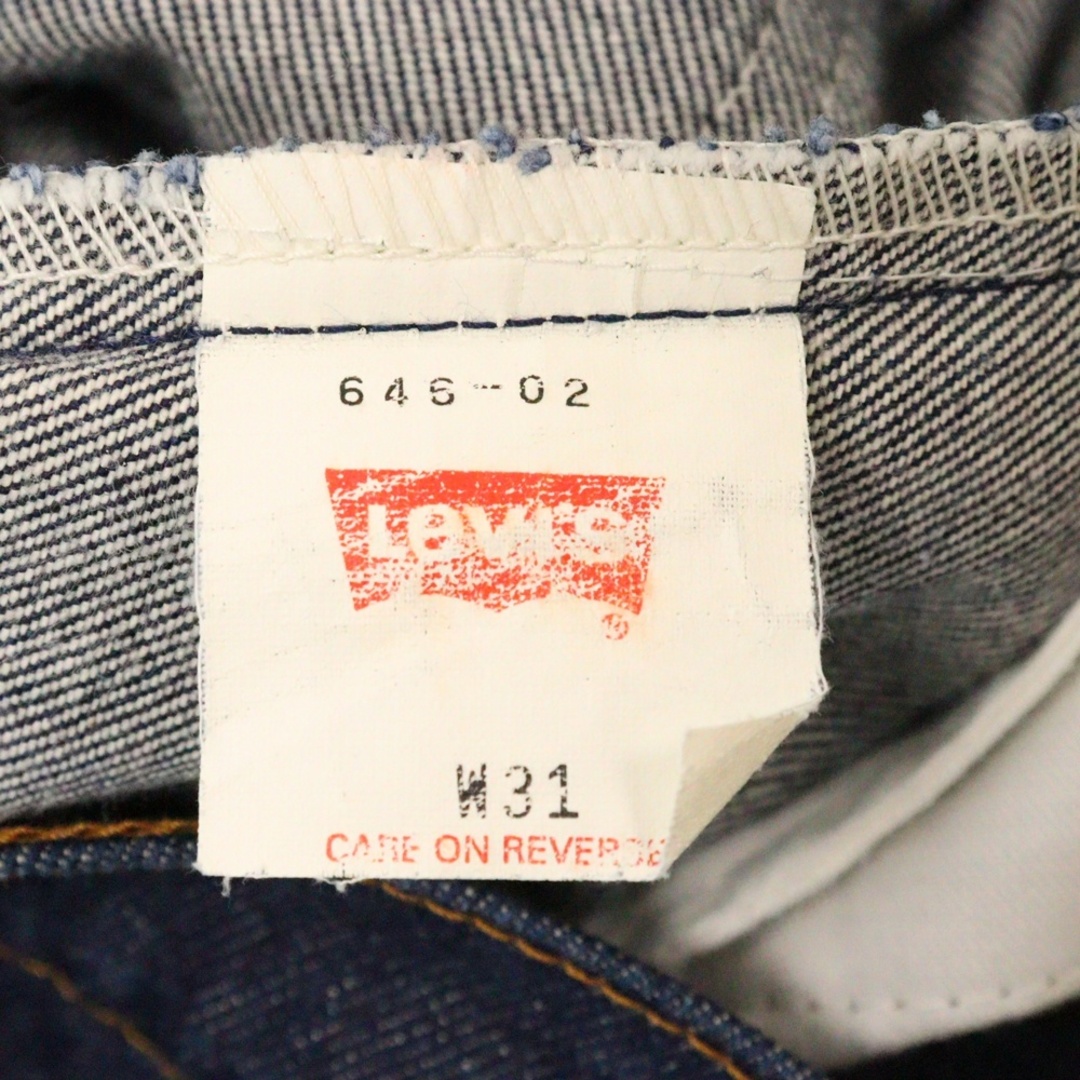 646-02
Levi's
®
W31
CARE ON REVERSE